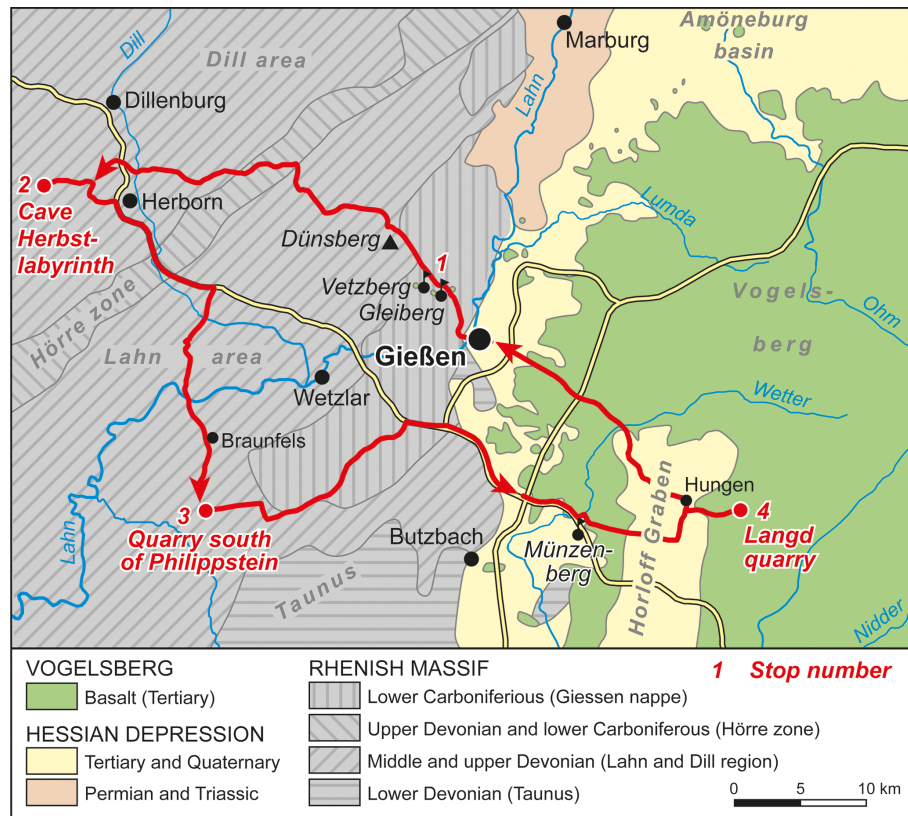 Dill
Dill area
Marburg
Amöneburg
basin
Lahn
Dillenburg
2
Cave
Herbst-
labyrinth
Herborn
Dünsberg
1
Vetzberg
Gleiberg
Lumda
Vogels-
berg
Ohm
Hörre zone
Lahn area
Gießen
Wetzlar
Wetter
Braunfels
Lahn
3
Quarry south
of Philippstein
Butzbach
Taunus
Münzen-
berg
Horloff Graben
Hungen
4
Langd
quarry
Nidder
VOGELSBERG
Basalt (Tertiary)
HESSIAN DEPRESSION
Tertiary and Quaternary
Permian and Triassic
RHENISH MASSIF
Lower Carboniferious (Giessen nappe)
Upper Devonian and lower Carboniferous (Hörre zone)
Middle and upper Devonian (Lahn and Dill region)
Lower Devonian (Taunus)
1 Stop number
0 5 10 km